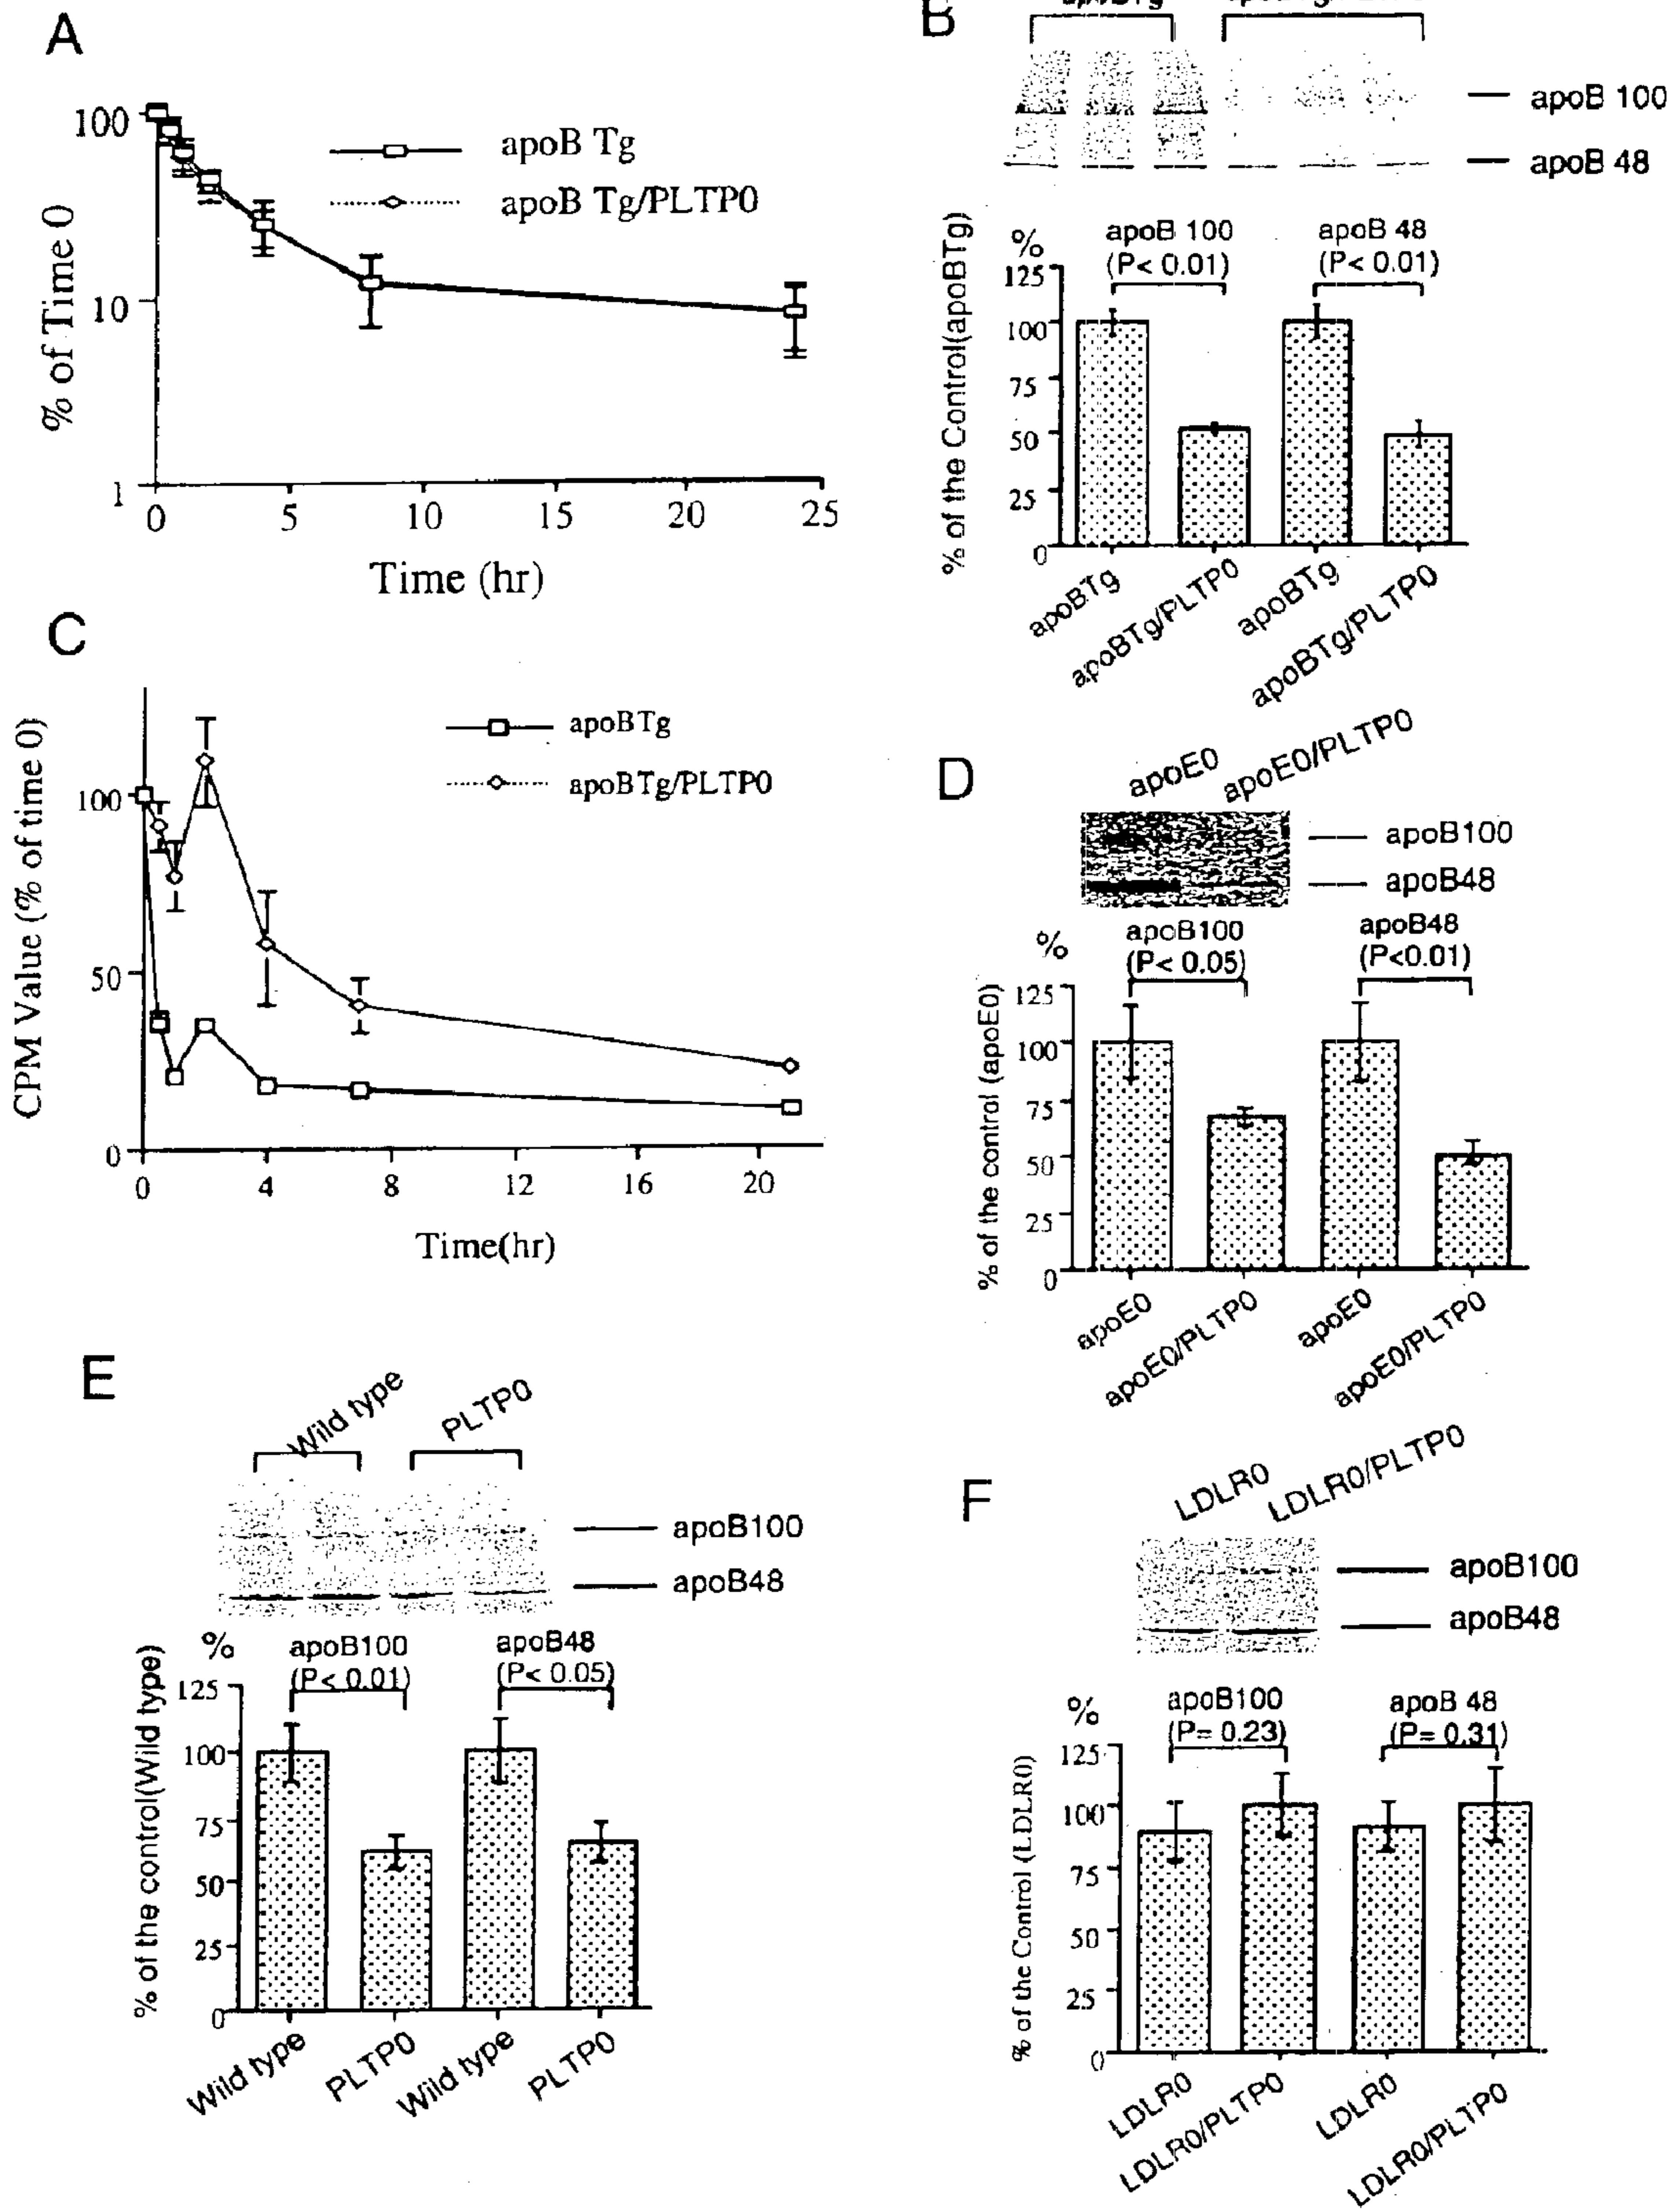 A
100
10
1
% of Time 0
apoB Tg
apoB Tg/PLTP0
0 5 10 15 20 25
Time (hr)
B
apoBTg
apoB 100
apoB 48
%
% of the Control(apoBTg)
apoB 100 apoB 48
(P< 0.01) (P< 0.01)
125
100
75
50
25
0
apoBTg apoBTg/PLTP0 apoBTg apoBTg/PLTP0
C
CPM Value (% of time 0)
apoBTg
apoBTg/PLTP0
100
50
0
0 4 8 12 16 20
Time(hr)
D
apoE0 apoE0/PLTP0
apoB100
apoB48
%
% of the control (apoE0)
apoB100 apoB48
(P< 0.05) (P<0.01)
125
100
75
50
25
0
apoE0 apoE0/PLTP0 apoE0 apoE0/PLTP0
E
Wild type PLTP0
apoB100
apoB48
%
% of the control(Wild type)
apoB100 apoB48
(P< 0.01) (P< 0.05)
125
100
75
50
25
0
Wild type PLTP0 Wild type PLTP0
F
LDLR0 LDLR0/PLTP0
apoB100
apoB48
%
% of the Control (LDLR0)
apoB100 apoB 48
(P= 0.23) (P= 0.31)
125
100
75
50
25
0
LDLR0 LDLR0/PLTP0 LDLR0 LDLR0/PLTP0